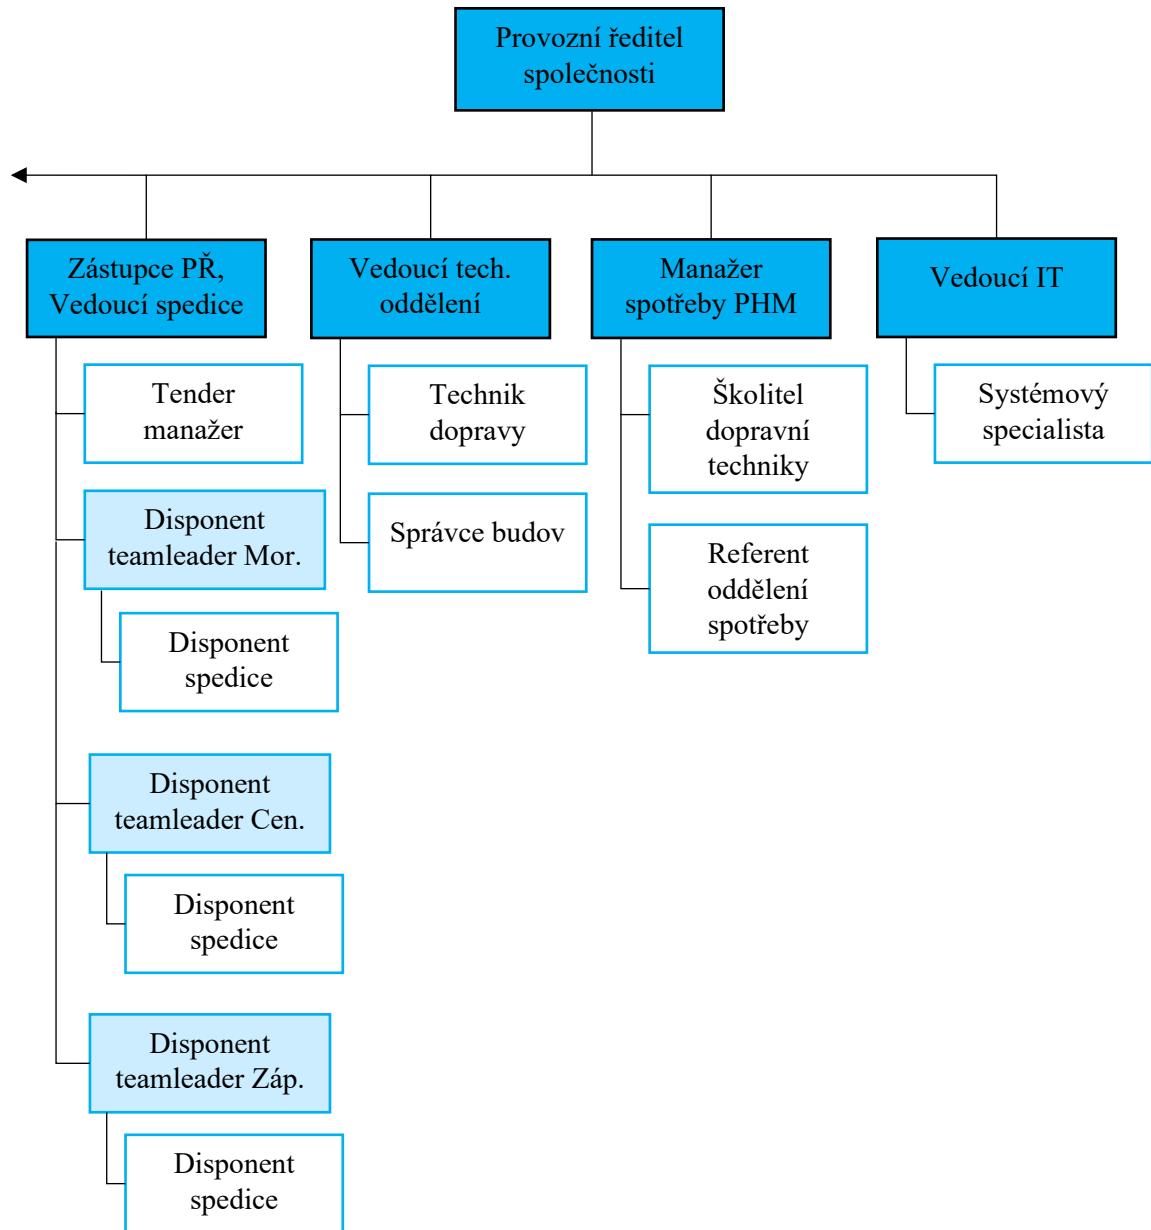 Provozní ředitel
společnosti
Zástupce PŘ,
Vedoucí spedice
Vedoucí tech.
oddělení
Manažer
spotřeby PHM
Vedoucí IT
Tender
manažer
Disponent
teamleader Mor.
Disponent
spedice
Disponent
teamleader Cen.
Disponent
spedice
Disponent
teamleader Záp.
Disponent
spedice
Technik
dopravy
Správce budov
Školitel
dopravní
techniky
Referent
oddělení
spotřeby
Systémový
specialista